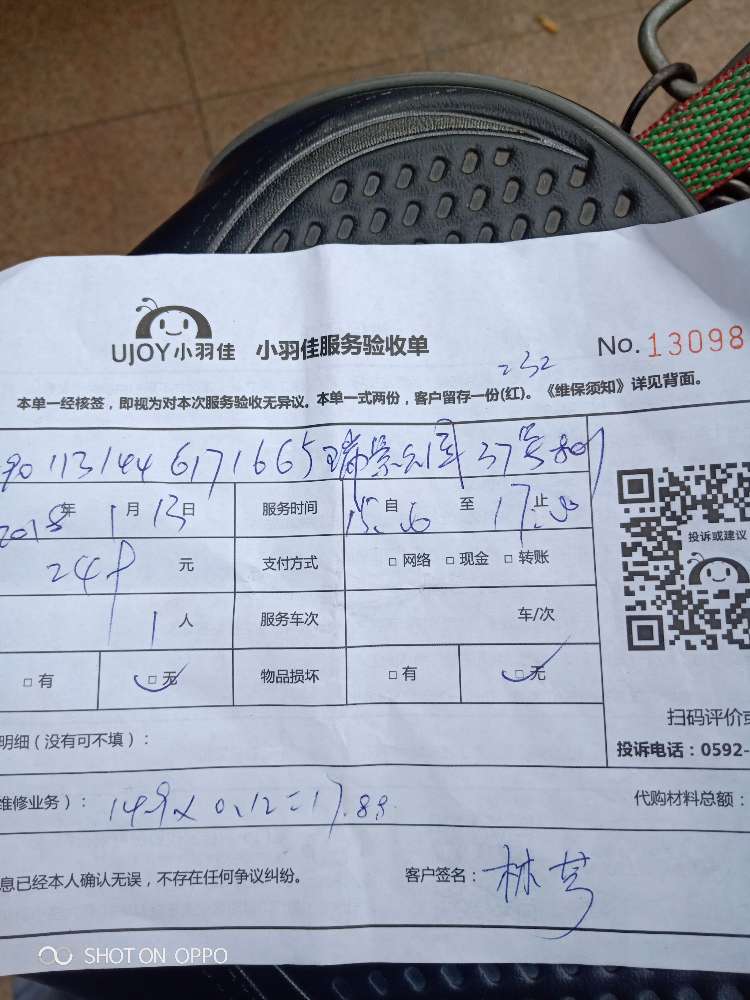 UJOY小羽佳 小羽佳服务验收单 No.13098
232
本单一经核签，即视为对本次服务验收无异议。本单一式两份，客户留存一份(红)。《维保须知》详见背面。
901131446171665 瑞景公园 37号
2018年 1月 13日 服务时间 自 至 17:00 止
投诉或建议
248 元 支付方式 □网络 □现金 □转账
1 人 服务车次 车/次
□有 □无 物品损坏 □有 □无
扫码评价或
明细（没有可不填）： 投诉电话：0592-
维修业务）： 149×0.12=17.88 代购材料总额：
息已经本人确认无误，不存在任何争议纠纷。 客户签名：林
SHOT ON OPPO